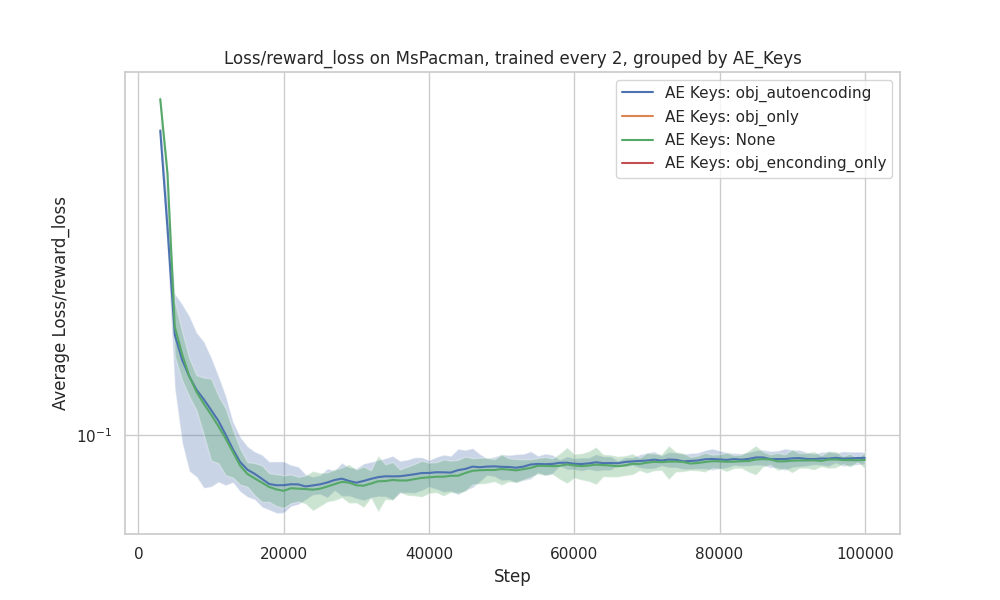 Loss/reward_loss on MsPacman, trained every 2, grouped by AE_Keys
AE Keys: obj_autoencoding
AE Keys: obj_only
AE Keys: None
AE Keys: obj_enconding_only
Average Loss/reward_loss
10⁻¹
0 20000 40000 60000 80000 100000
Step